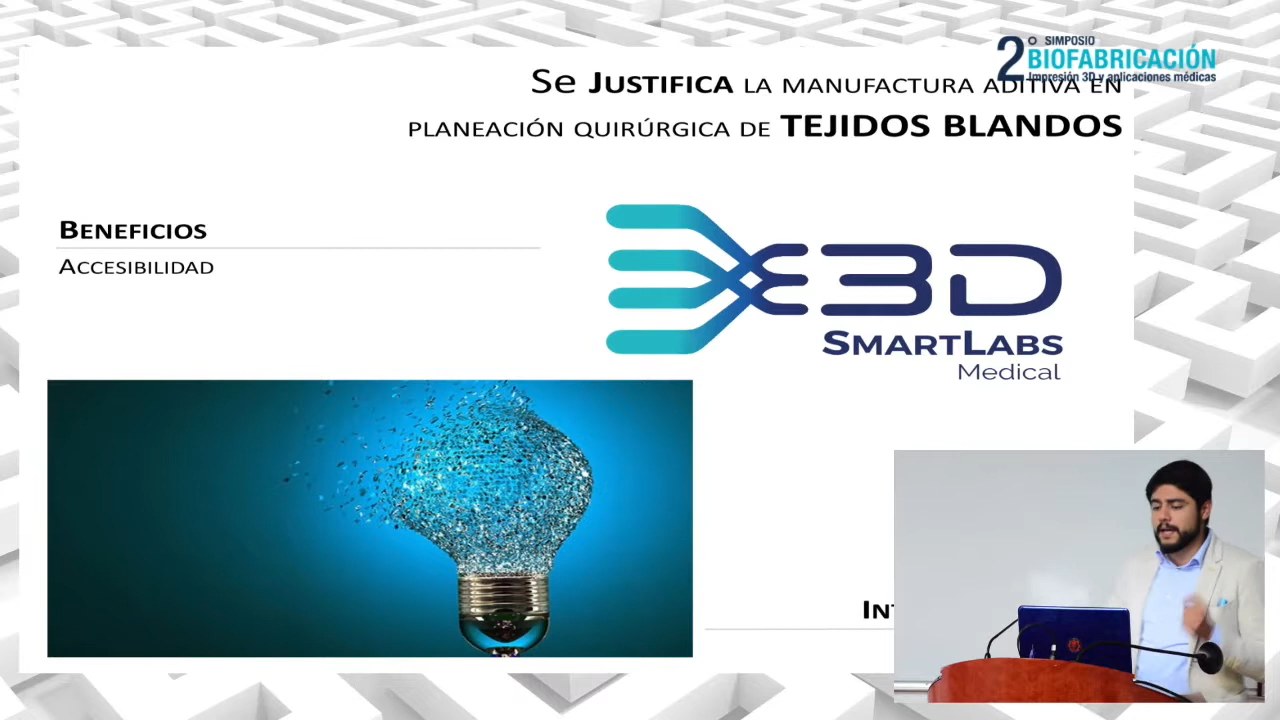 2° SIMPOSIO
BIOFABRICACIÓN
Impresión 3D y aplicaciones médicas
Se JUSTIFICA LA MANUFACTURA ADITIVA EN
PLANEACIÓN QUIRÚRGICA DE TEJIDOS BLANDOS
BENEFICIOS
ACCESIBILIDAD
3D
SMARTLABS
Medical